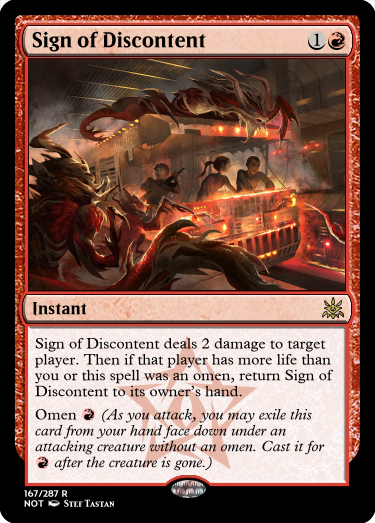 Sign of Discontent 1
Instant
Sign of Discontent deals 2 damage to target
player. Then if that player has more life than
you or this spell was an omen, return Sign of
Discontent to its owner's hand.
Omen (As you attack, you may exile this
card from your hand face down under an
attacking creature without an omen. Cast it for
after the creature is gone.)
167/287 R
NOT Stef Tastan